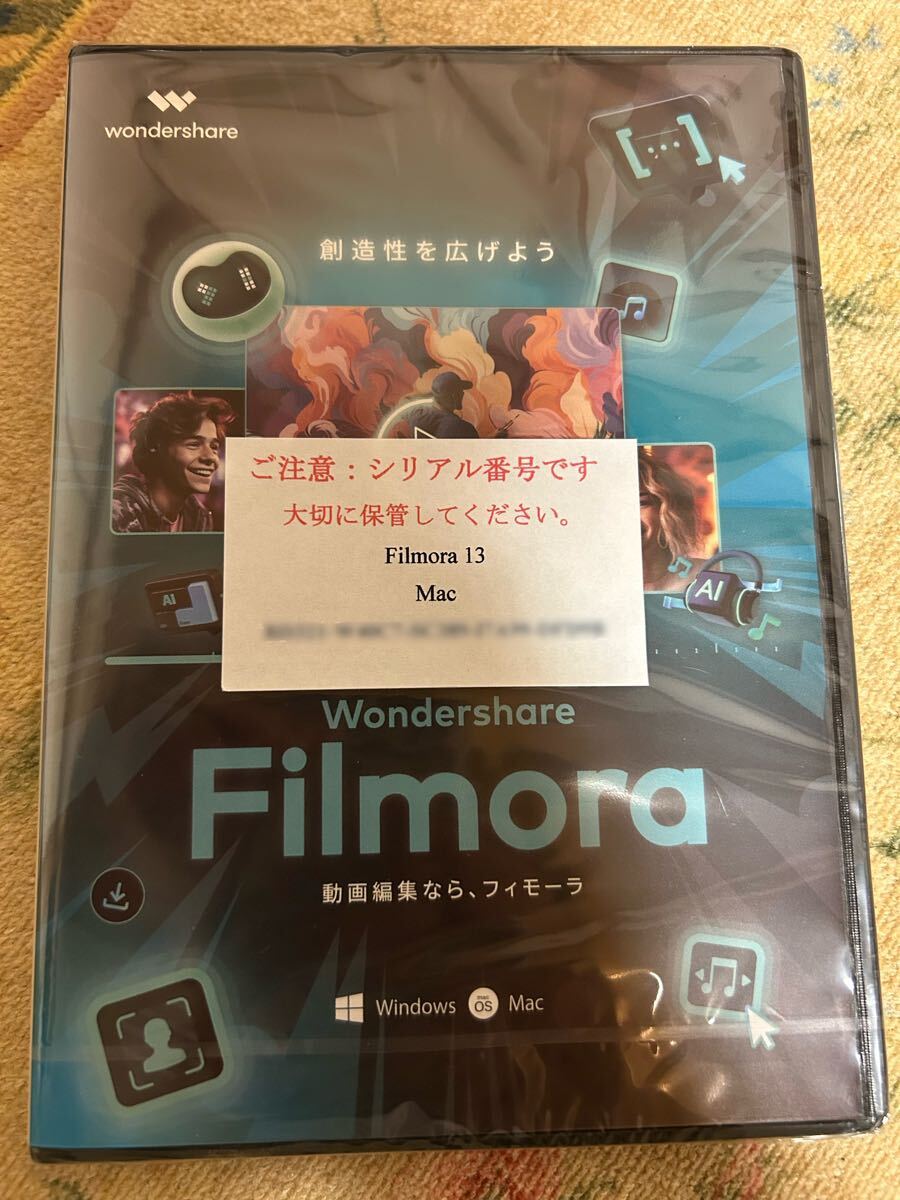 wondershare
創造性を広げよう
ご注意：シリアル番号です
大切に保管してください。
Filmora 13
Mac
AI
AI
Wondershare
Filmora
動画編集なら、フィモーラ
Windows
mac
OS
Mac